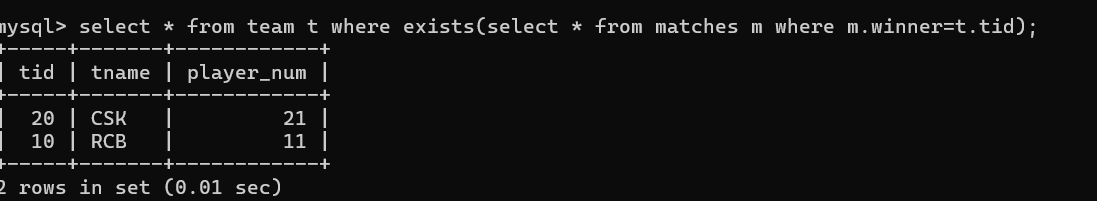 mysql> select * from team t where exists(select * from matches m where m.winner=t.tid);
+-----+-------+------------+
| tid | tname | player_num |
+-----+-------+------------+
|  20 | CSK   |         21 |
|  10 | RCB   |         11 |
+-----+-------+------------+
2 rows in set (0.01 sec)